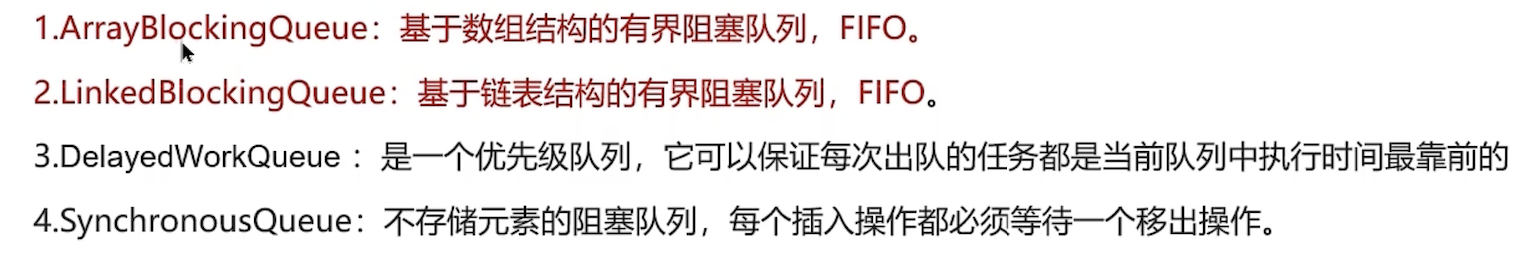 1.ArrayBlockingQueue：基于数组结构的有界阻塞队列，FIFO。
2.LinkedBlockingQueue：基于链表结构的有界阻塞队列，FIFO。
3.DelayedWorkQueue ：是一个优先级队列，它可以保证每次出队的任务都是当前队列中执行时间最靠前的
4.SynchronousQueue：不存储元素的阻塞队列，每个插入操作都必须等待一个移出操作。